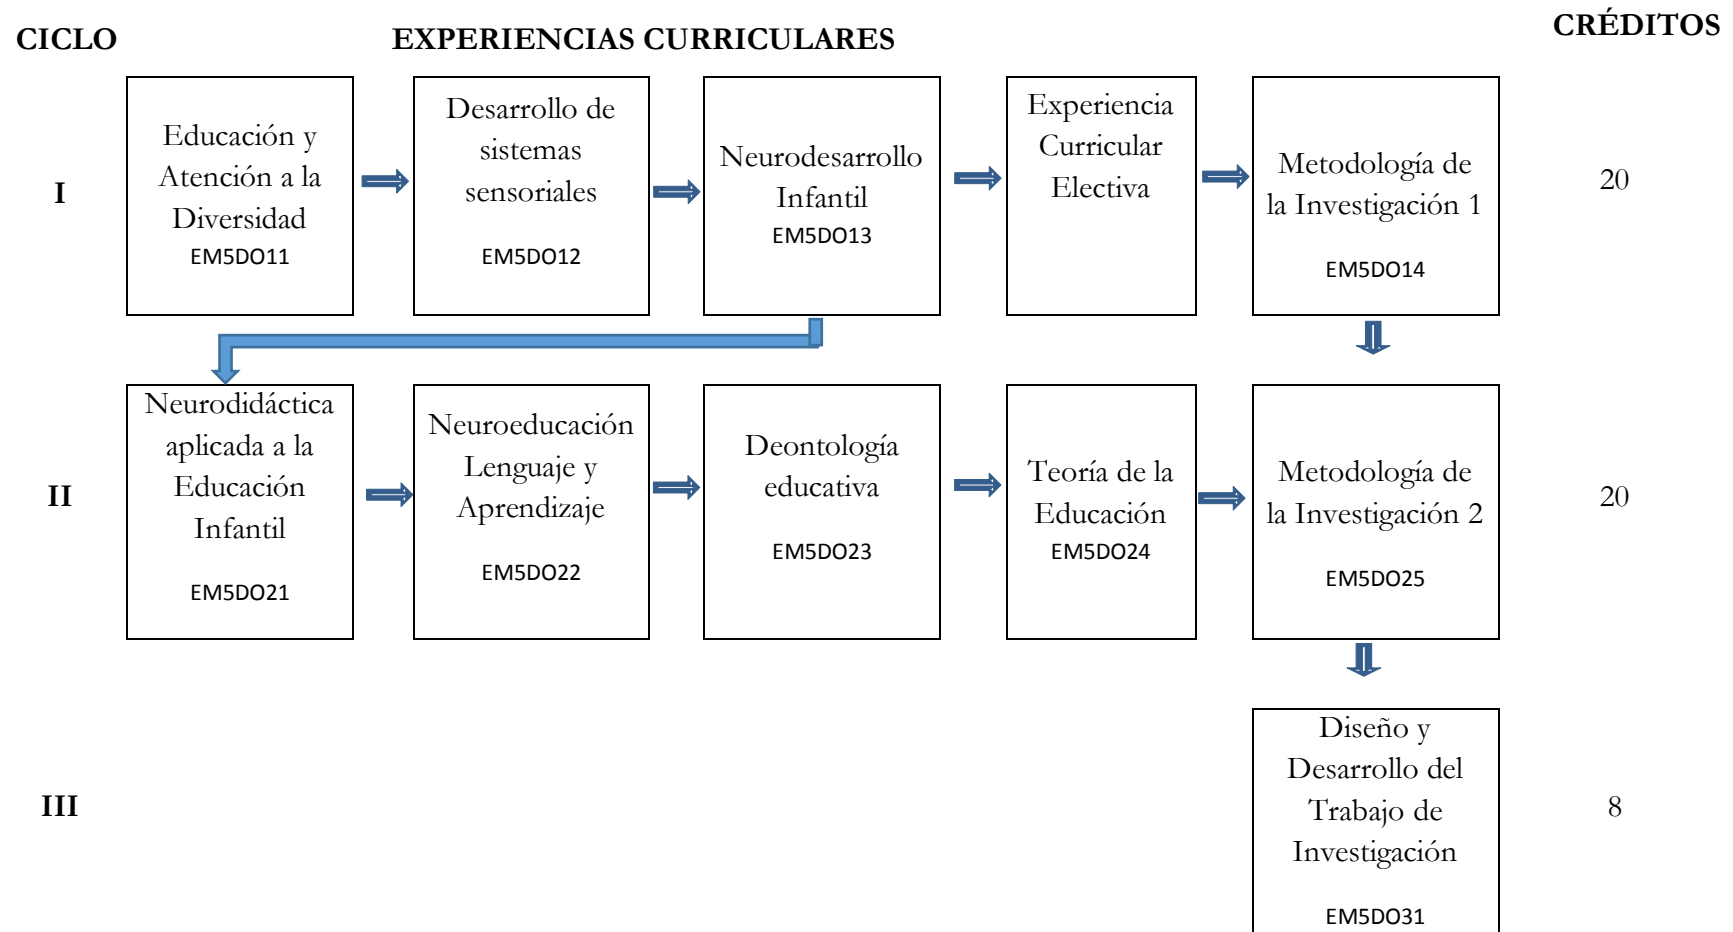 CICLO
EXPERIENCIAS CURRICULARES
CRÉDITOS
I
Educación y
Atención a la
Diversidad
EM5DO11
Desarrollo de
sistemas
sensoriales
EM5DO12
Neurodesarrollo
Infantil
EM5DO13
Experiencia
Curricular
Electiva
Metodología de
la Investigación 1
EM5DO14
20
II
Neurodidáctica
aplicada a la
Educación
Infantil
EM5DO21
Neuroeducación
Lenguaje y
Aprendizaje
EM5DO22
Deontología
educativa
EM5DO23
Teoría de la
Educación
EM5DO24
Metodología de
la Investigación 2
EM5DO25
20
III
Diseño y
Desarrollo del
Trabajo de
Investigación
EM5DO31
8